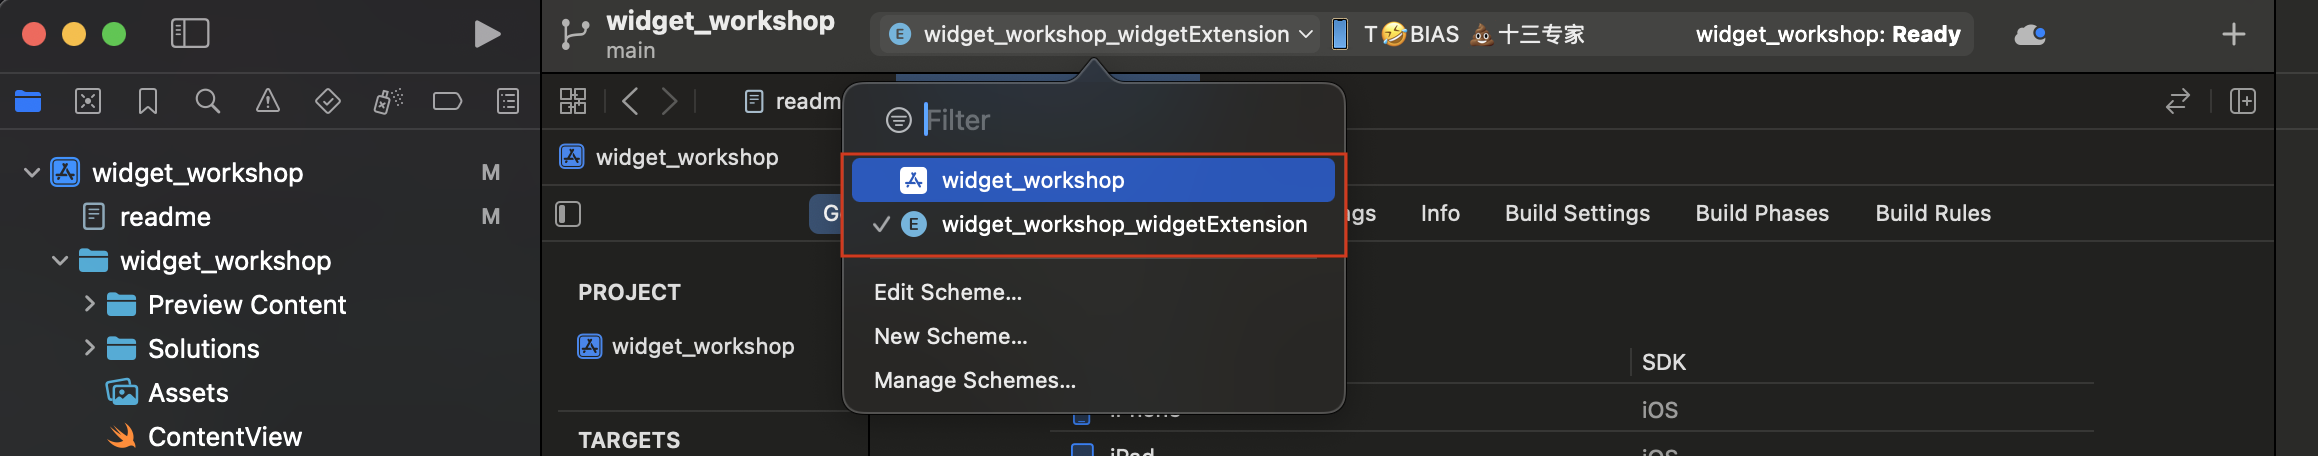 widget_workshop
main
E widget_workshop_widgetExtension
T🤣BIAS 💩十三专家
widget_workshop: Ready
readm
Filter
widget_workshop
widget_workshop
✓ E widget_workshop_widgetExtension
Info
Build Settings
Build Phases
Build Rules
widget_workshop M
readme M
widget_workshop
Preview Content
Solutions
Assets
ContentView
PROJECT
widget_workshop
TARGETS
Edit Scheme...
New Scheme...
Manage Schemes...
SDK
iPhone iOS
iPad iOS